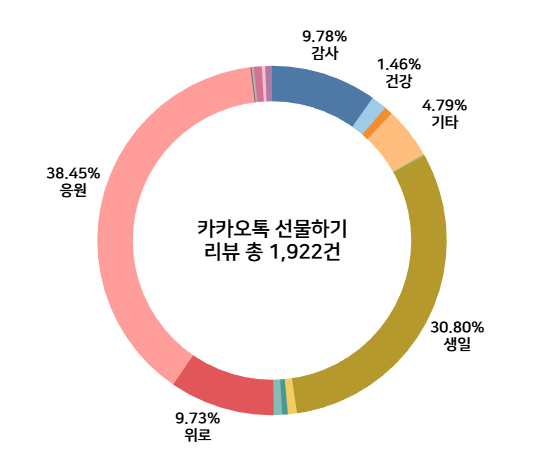 9.78%
감사
1.46%
건강
4.79%
기타
38.45%
응원
카카오톡 선물하기
리뷰 총 1,922건
30.80%
생일
9.73%
위로